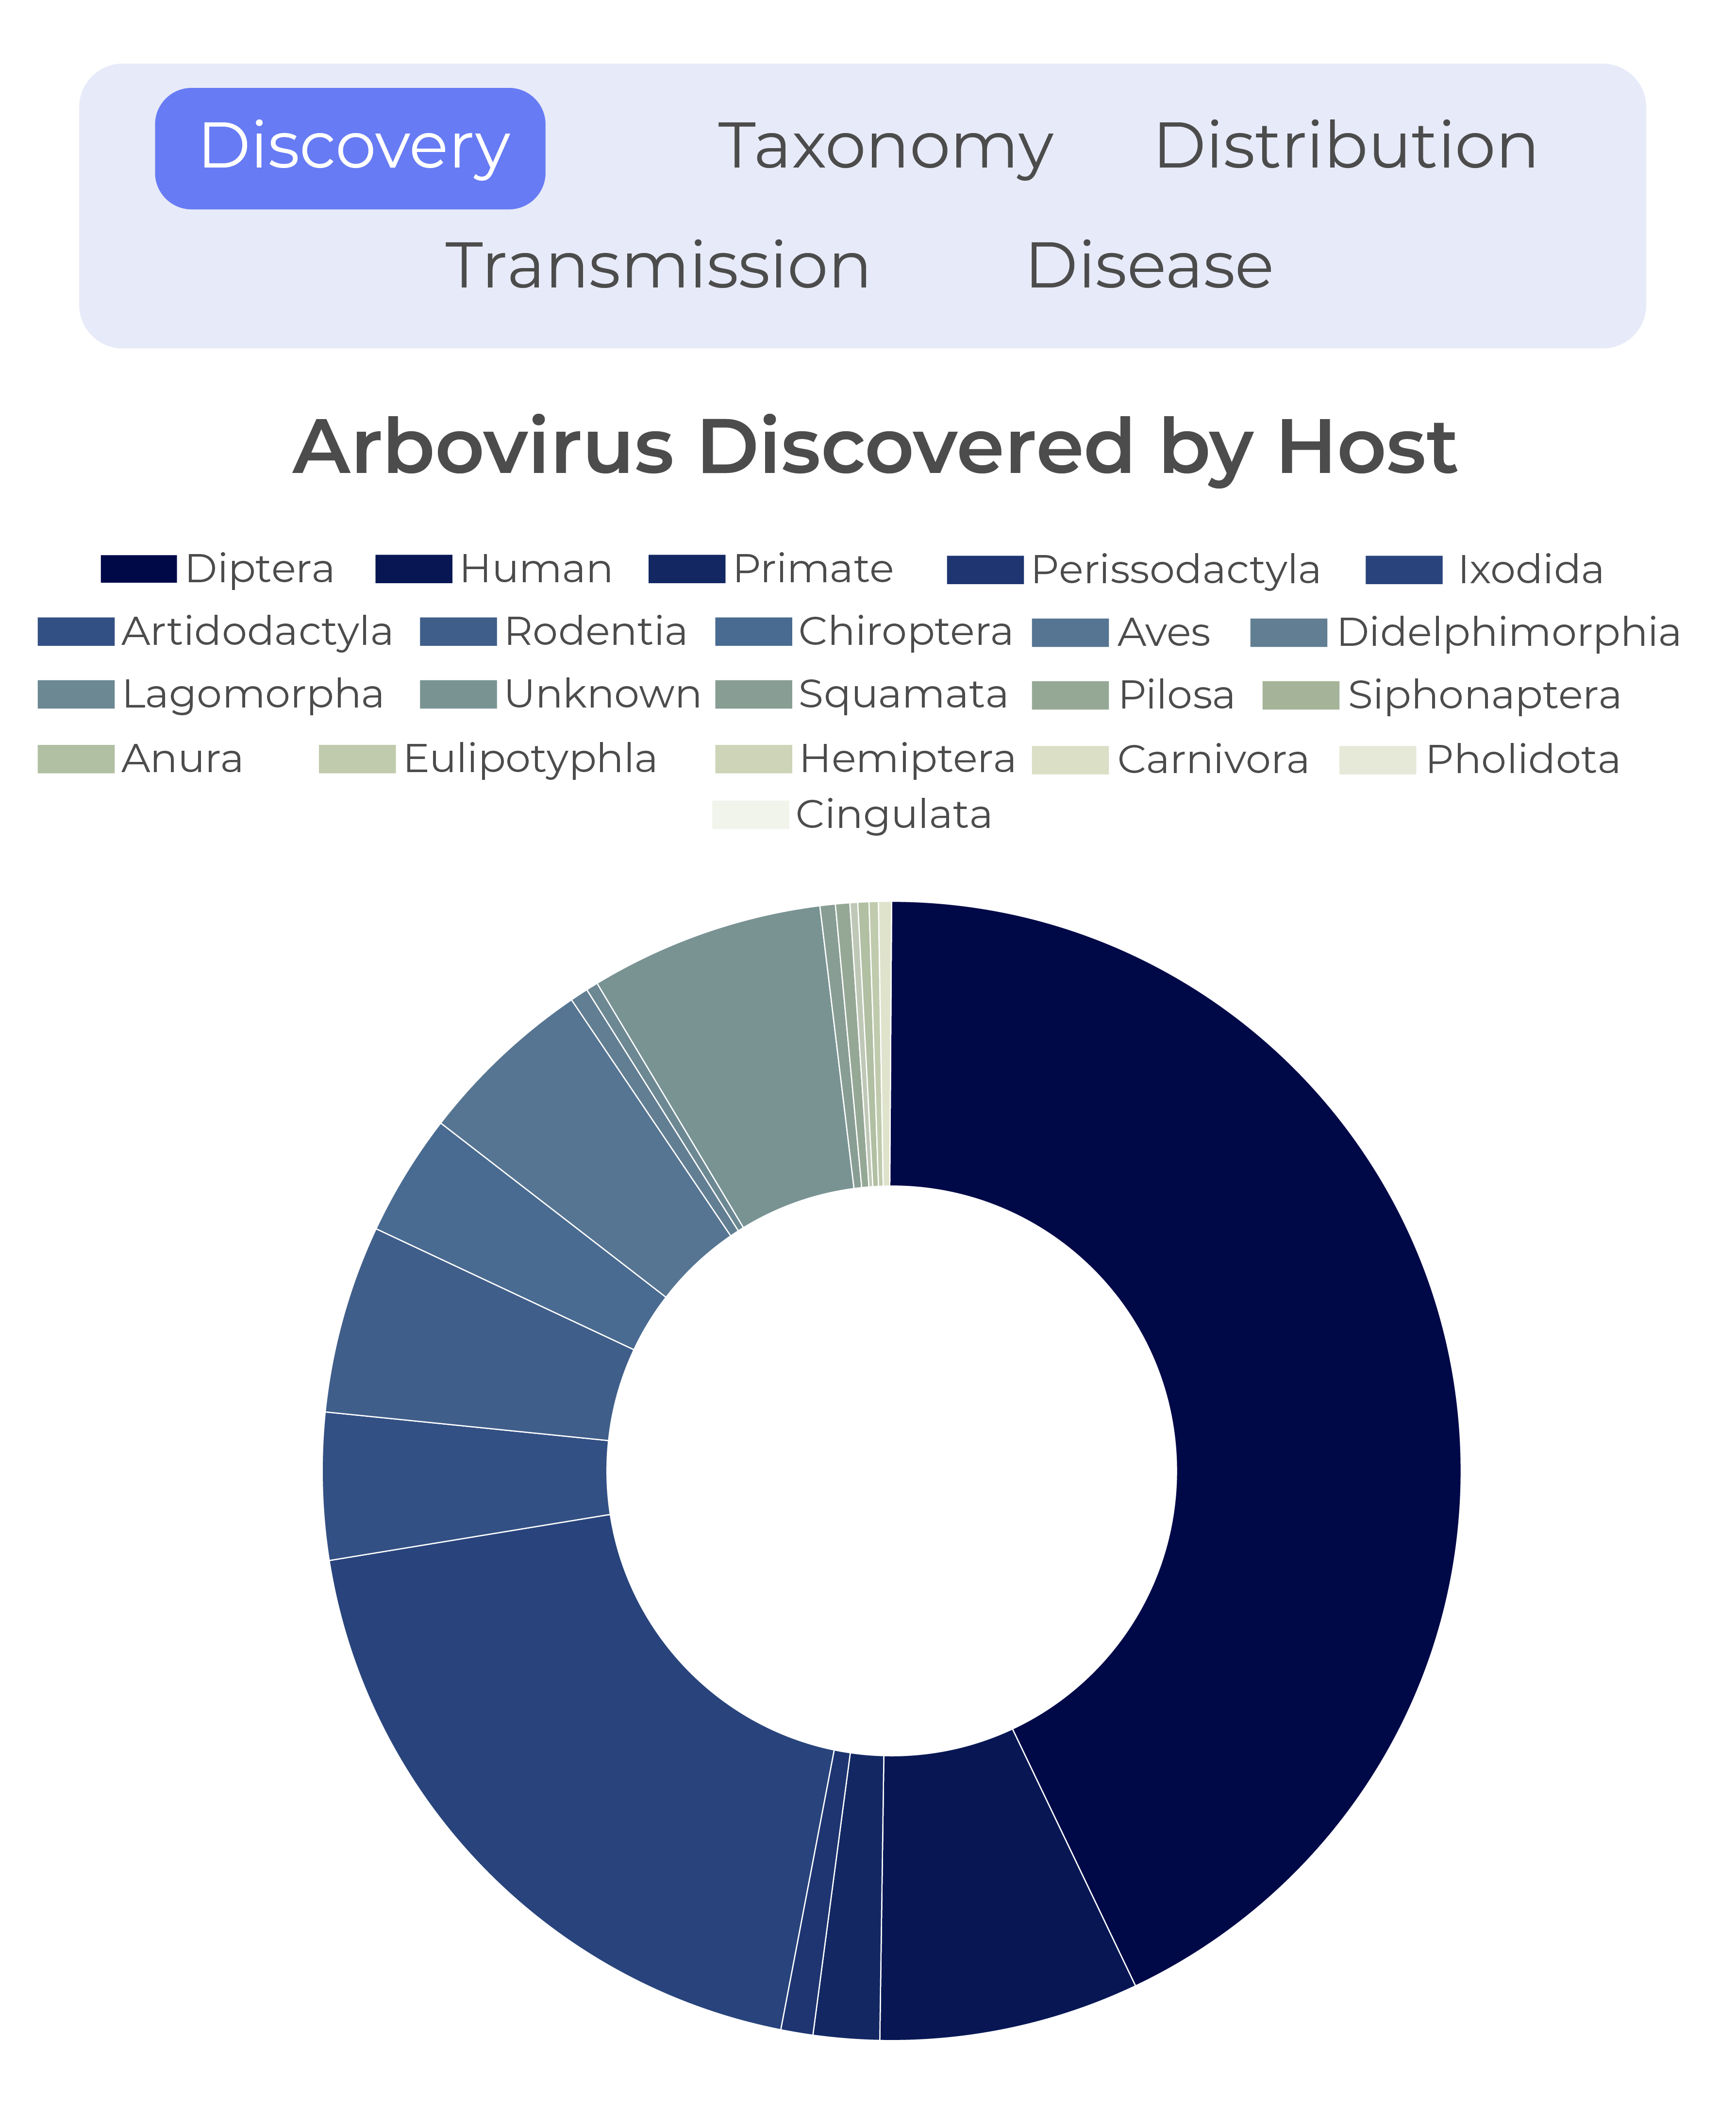 Discovery Taxonomy Distribution
Transmission Disease
Arbovirus Discovered by Host
Diptera Human Primate Perissodactyla Ixodida
Artidodactyla Rodentia Chiroptera Aves Didelphimorphia
Lagomorpha Unknown Squamata Pilosa Siphonaptera
Anura Eulipotyphla Hemiptera Carnivora Pholidota
Cingulata